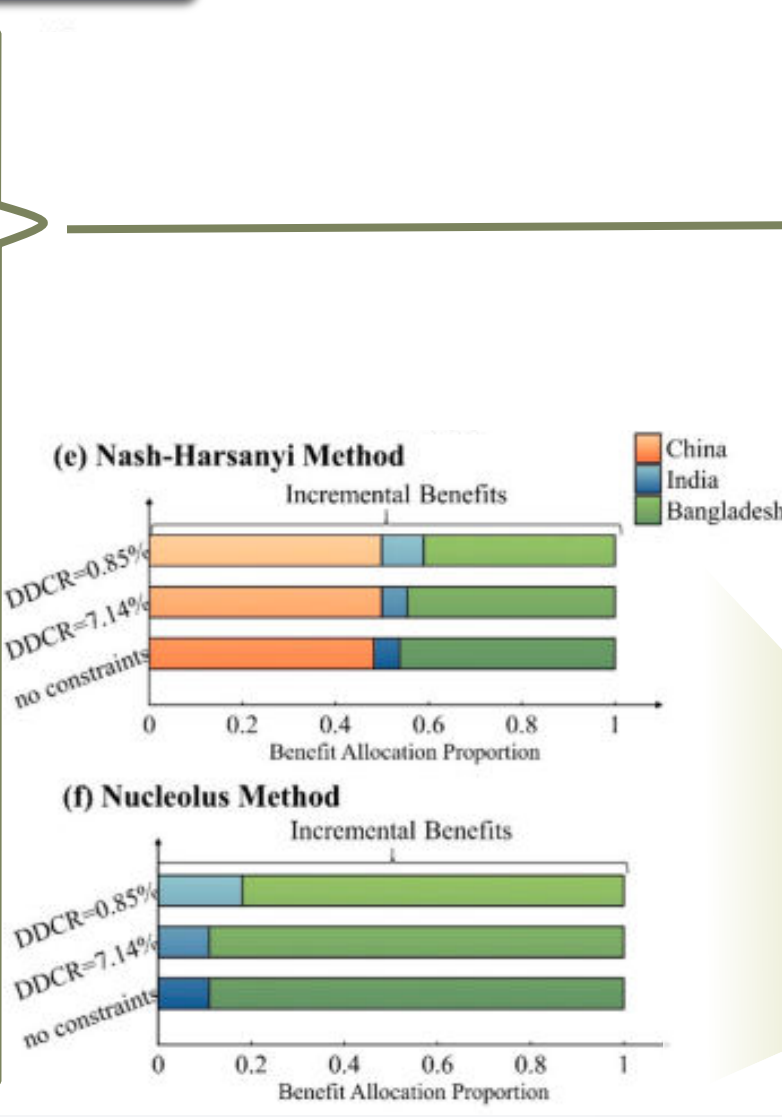 (e) Nash-Harsanyi Method
China
India
Bangladesh
Incremental Benefits
DDCR=0.85%
DDCR=7.14%
no constraints
0 0.2 0.4 0.6 0.8 1
Benefit Allocation Proportion
(f) Nucleolus Method
Incremental Benefits
DDCR=0.85%
DDCR=7.14%
no constraints
0 0.2 0.4 0.6 0.8 1
Benefit Allocation Proportion